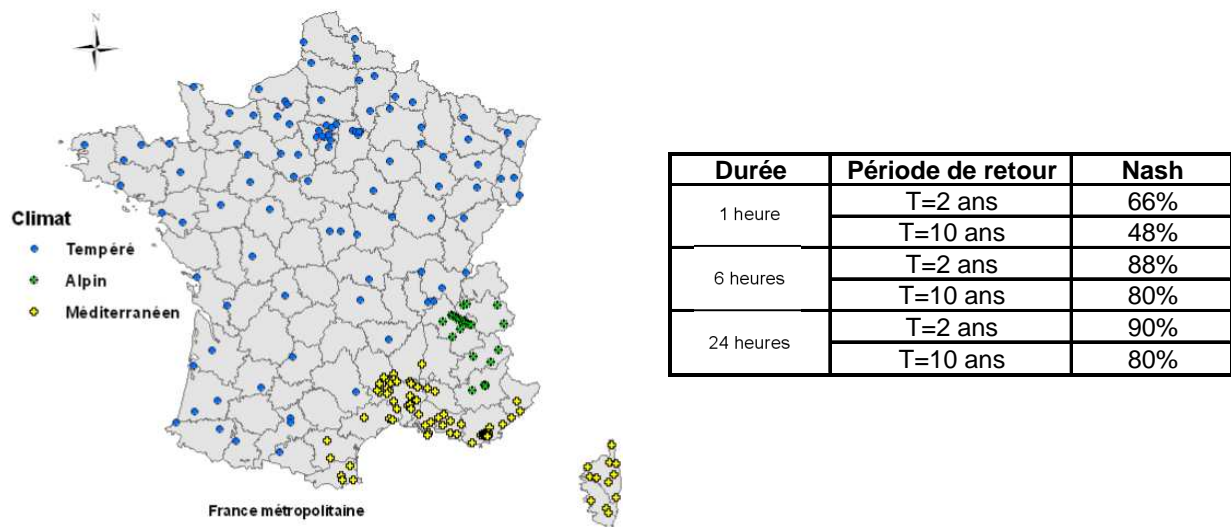 N
Climat
Tempéré
Alpin
Méditerranéen
France métropolitaine
Durée Période de retour Nash
1 heure T=2 ans 66%
T=10 ans 48%
6 heures T=2 ans 88%
T=10 ans 80%
24 heures T=2 ans 90%
T=10 ans 80%